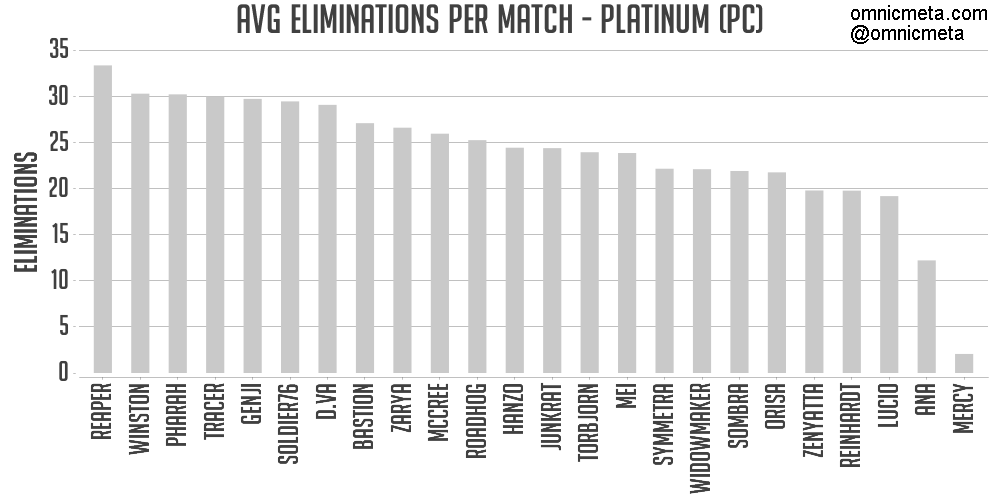 AVG ELIMINATIONS PER MATCH - PLATINUM (PC)
omnicmeta.com
@omnicmeta
ELIMINATIONS
35
30
25
20
15
10
5
0
REAPER
WINSTON
PHARAH
TRACER
GENJI
SOLDIER76
D.VA
BASTION
ZARYA
MCCREE
ROADHOG
HANZO
JUNKRAT
TORBJORN
MEI
SYMMETRA
WIDOWMAKER
SOMBRA
ORISA
ZENYATTA
REINHARDT
LUCIO
ANA
MERCY